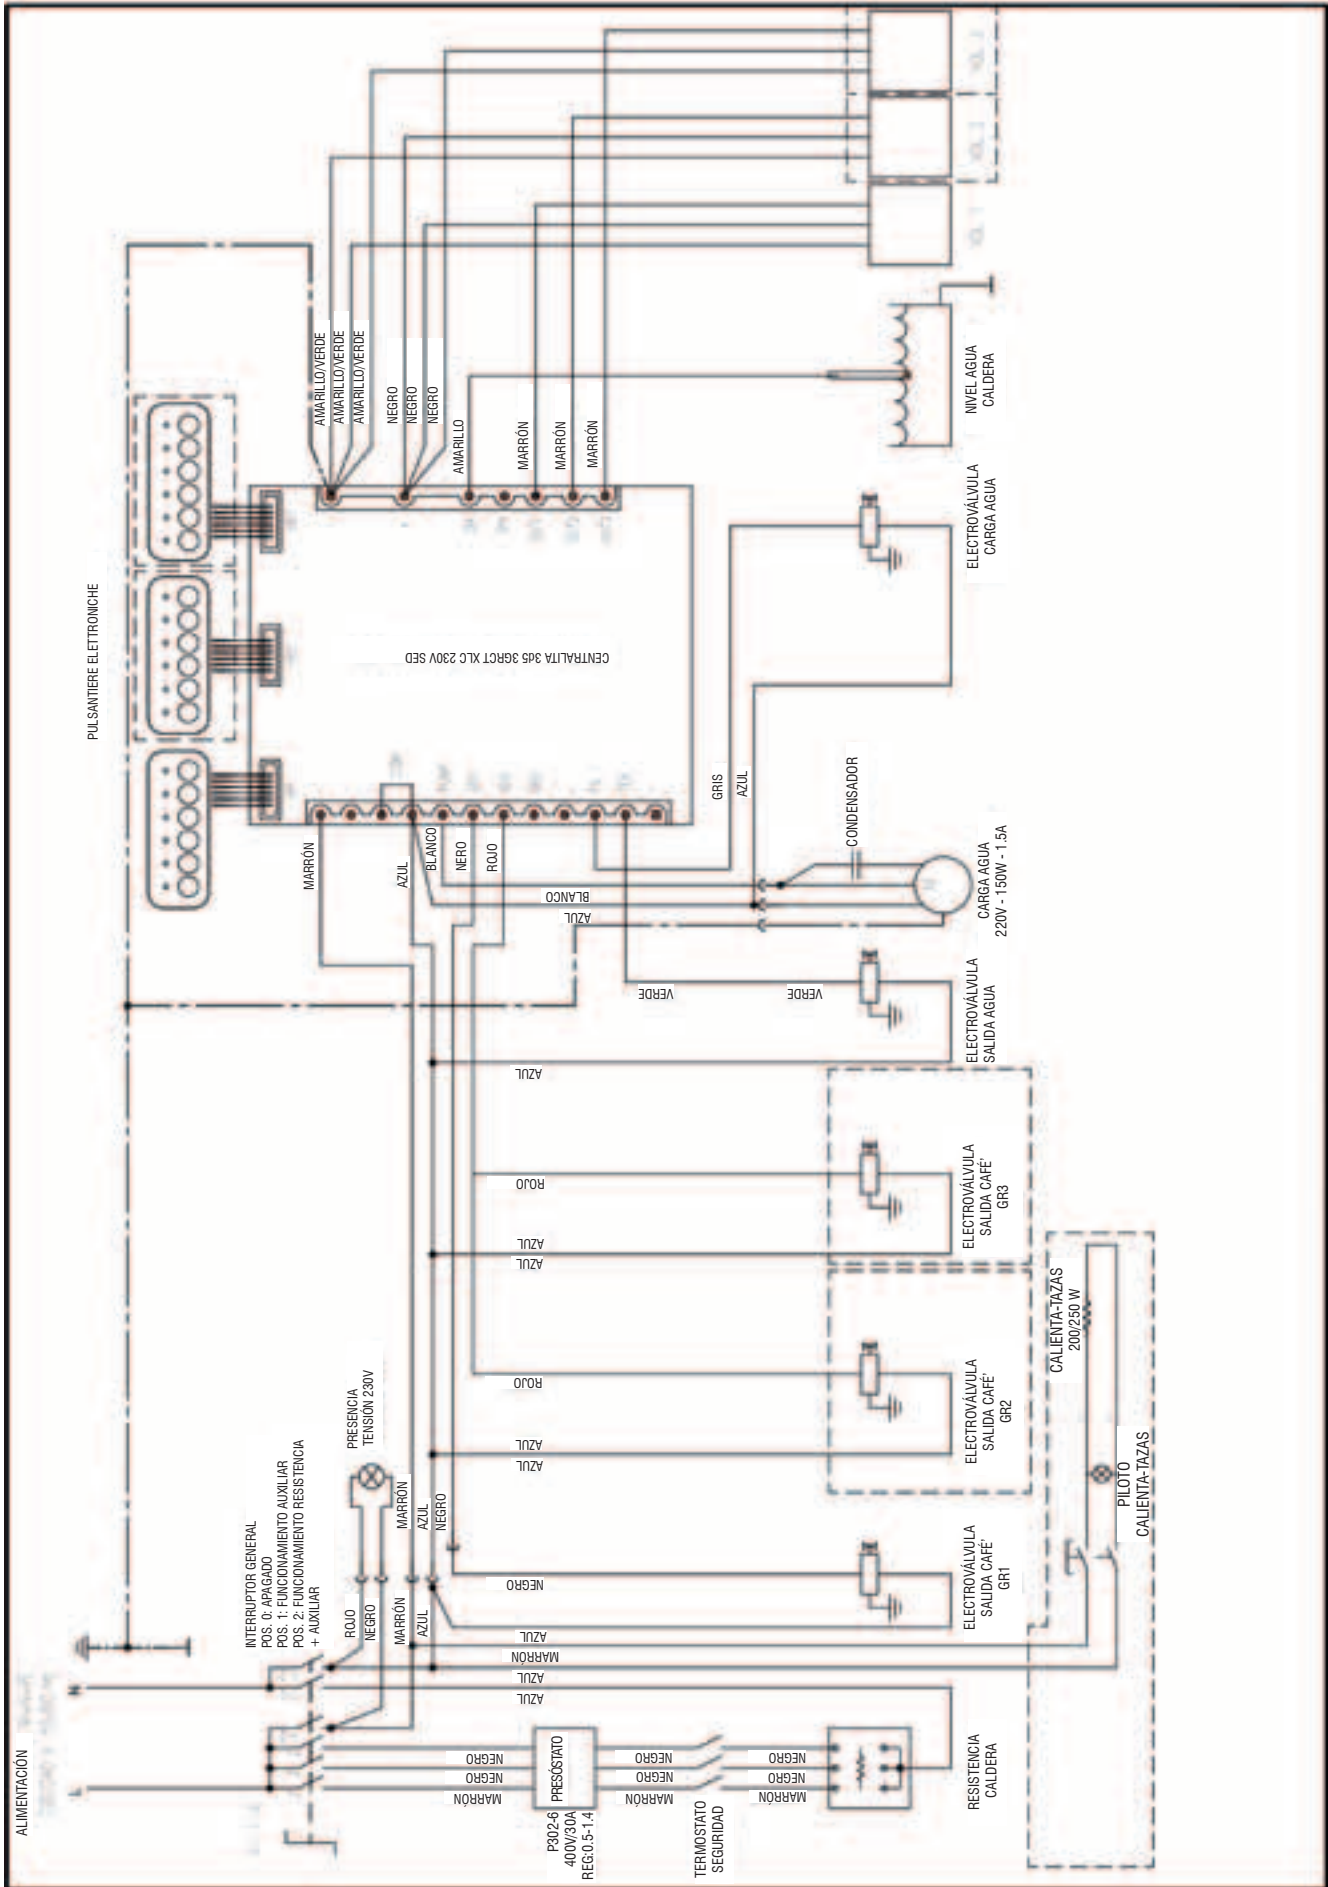 ALIMENTACIÓN
L
N
INTERRUPTOR GENERAL
POS. 0: APAGADO
POS. 1: FUNCIONAMIENTO AUXILIAR
POS. 2: FUNCIONAMIENTO RESISTENCIA
+ AUXILIAR
PRESENCIA
TENSIÓN 230V
ROJO
NEGRO
MARRÓN
AZUL
MARRÓN
AZUL
NEGRO
PULSANTIERE ELETTRONICHE
CENTRALITA 3d5 3GRCT XLC 230V SED
MARRÓN
AZUL
BLANCO
NERO
ROJO
AMARILLO/VERDE
AMARILLO/VERDE
AMARILLO/VERDE
NEGRO
NEGRO
NEGRO
AMARILLO
MARRÓN
MARRÓN
MARRÓN
NEGRO
NEGRO
MARRÓN
P302-6
400V/30A
REG:0.5-1.4
PRESÓSTATO
NEGRO
NEGRO
MARRÓN
TERMOSTATO
SEGURIDAD
NEGRO
NEGRO
MARRÓN
RESISTENCIA
CALDERA
AZUL
AZUL
MARRÓN
AZUL
NEGRO
ELECTROVÁLVULA
SALIDA CAFÉ'
GR1
AZUL
AZUL
ROJO
ELECTROVÁLVULA
SALIDA CAFÉ'
GR2
AZUL
AZUL
ROJO
ELECTROVÁLVULA
SALIDA CAFÉ'
GR3
AZUL
VERDE
VERDE
ELECTROVÁLVULA
SALIDA AGUA
AZUL
BLANCO
CONDENSADOR
CARGA AGUA
220V - 150W - 1.5A
GRIS
AZUL
ELECTROVÁLVULA
CARGA AGUA
NIVEL AGUA
CALDERA
VOL. 1
VOL. 2
VOL. 3
CALIENTA-TAZAS
200/250 W
PILOTO
CALIENTA-TAZAS